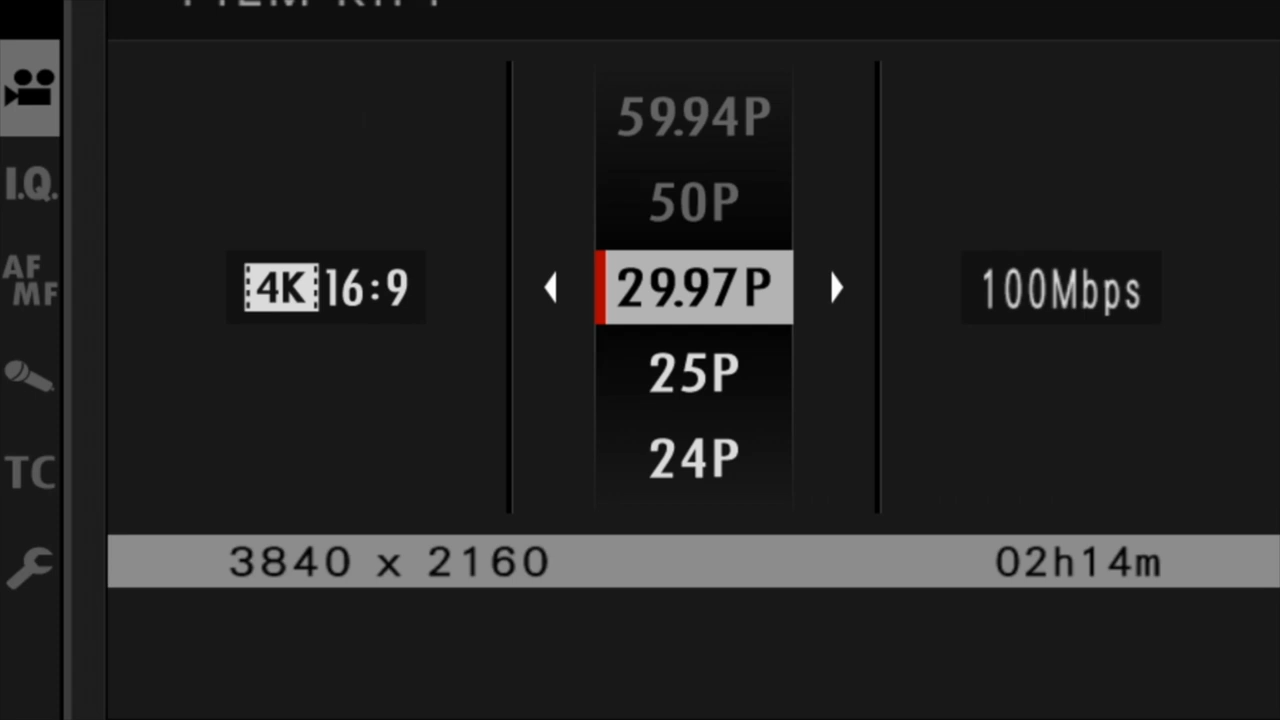 I.Q.
AF
MF
TC
59.94P
50P
4K 16:9
29.97P
100Mbps
25P
24P
3840 x 2160
02h14m